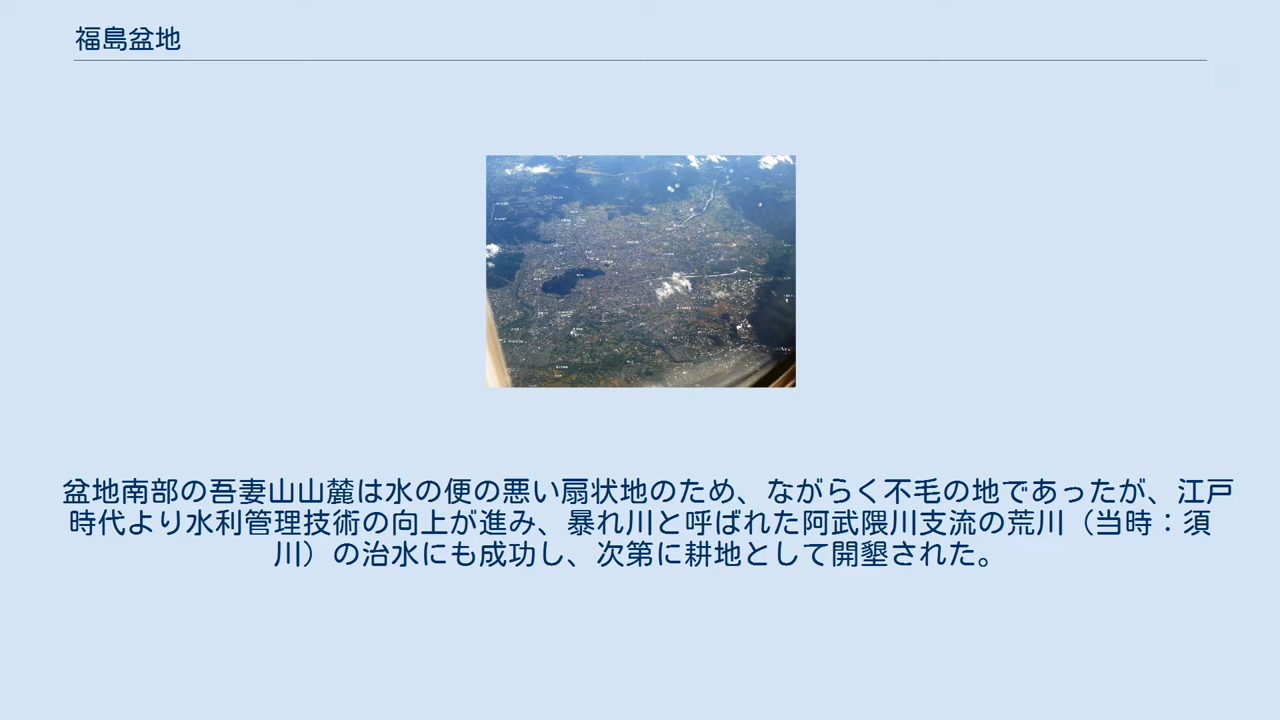 福島盆地
盆地南部の吾妻山山麓は水の便の悪い扇状地のため、ながらく不毛の地であったが、江戸
時代より水利管理技術の向上が進み、暴れ川と呼ばれた阿武隈川支流の荒川（当時：須
川）の治水にも成功し、次第に耕地として開墾された。